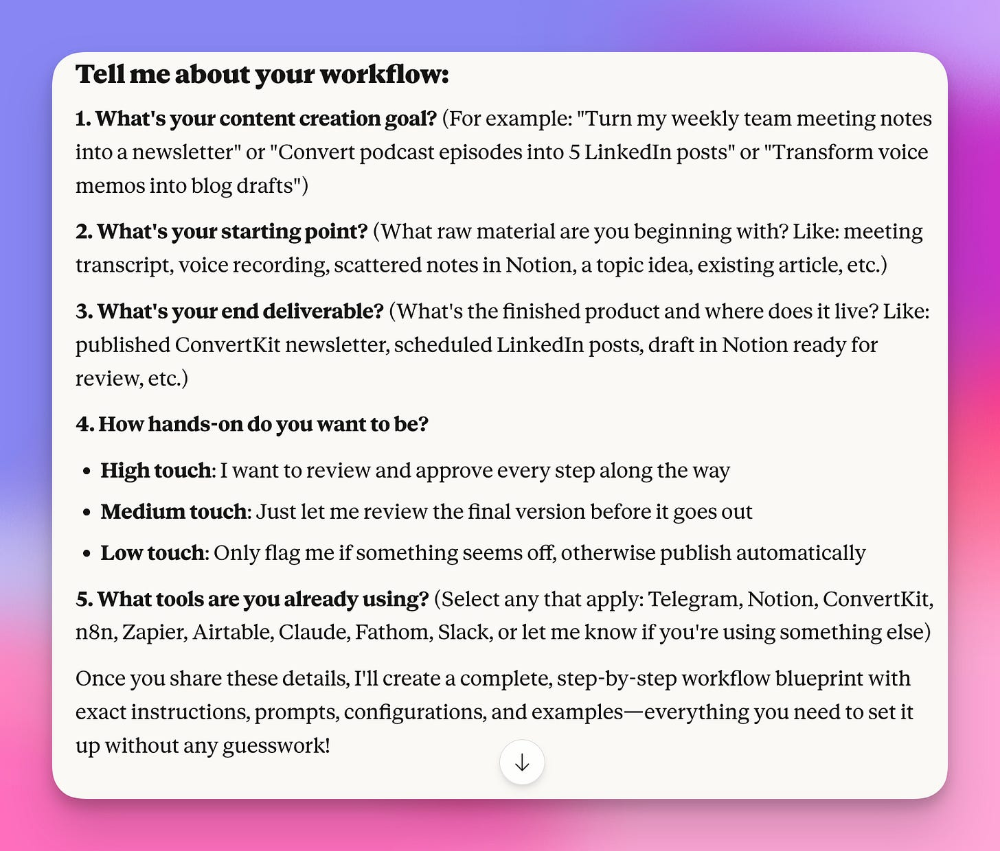 Tell me about your workflow:
1. What's your content creation goal? (For example: "Turn my weekly team meeting notes
into a newsletter" or "Convert podcast episodes into 5 LinkedIn posts" or "Transform voice
memos into blog drafts")
2. What's your starting point? (What raw material are you beginning with? Like: meeting
transcript, voice recording, scattered notes in Notion, a topic idea, existing article, etc.)
3. What's your end deliverable? (What's the finished product and where does it live? Like:
published ConvertKit newsletter, scheduled LinkedIn posts, draft in Notion ready for
review, etc.)
4. How hands-on do you want to be?
• High touch: I want to review and approve every step along the way
• Medium touch: Just let me review the final version before it goes out
• Low touch: Only flag me if something seems off, otherwise publish automatically
5. What tools are you already using? (Select any that apply: Telegram, Notion, ConvertKit,
n8n, Zapier, Airtable, Claude, Fathom, Slack, or let me know if you're using something else)
Once you share these details, I'll create a complete, step-by-step workflow blueprint with
exact instructions, prompts, configurations, and examples—everything you need to set it
up without any guesswork!